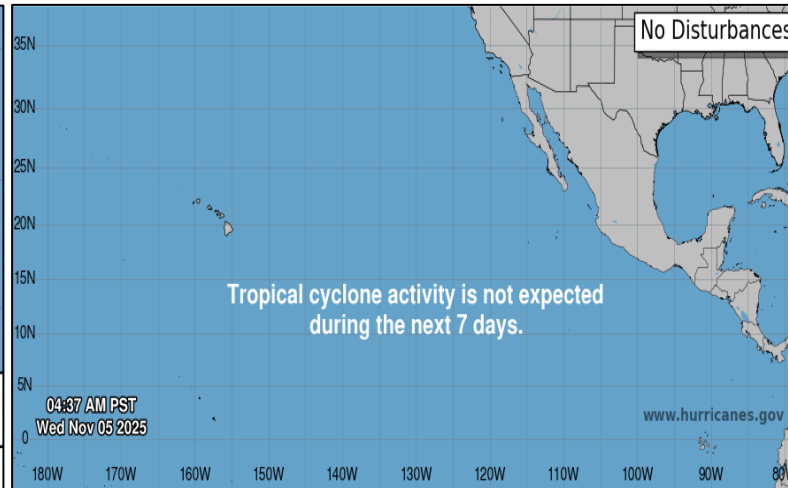 No Disturbances
35N
30N
25N
20N
15N
Tropical cyclone activity is not expected
during the next 7 days.
10N
5N
04:37 AM PST
Wed Nov 05 2025
www.hurricanes.gov
0
180W 170W 160W 150W 140W 130W 120W 110W 100W 90W 80W